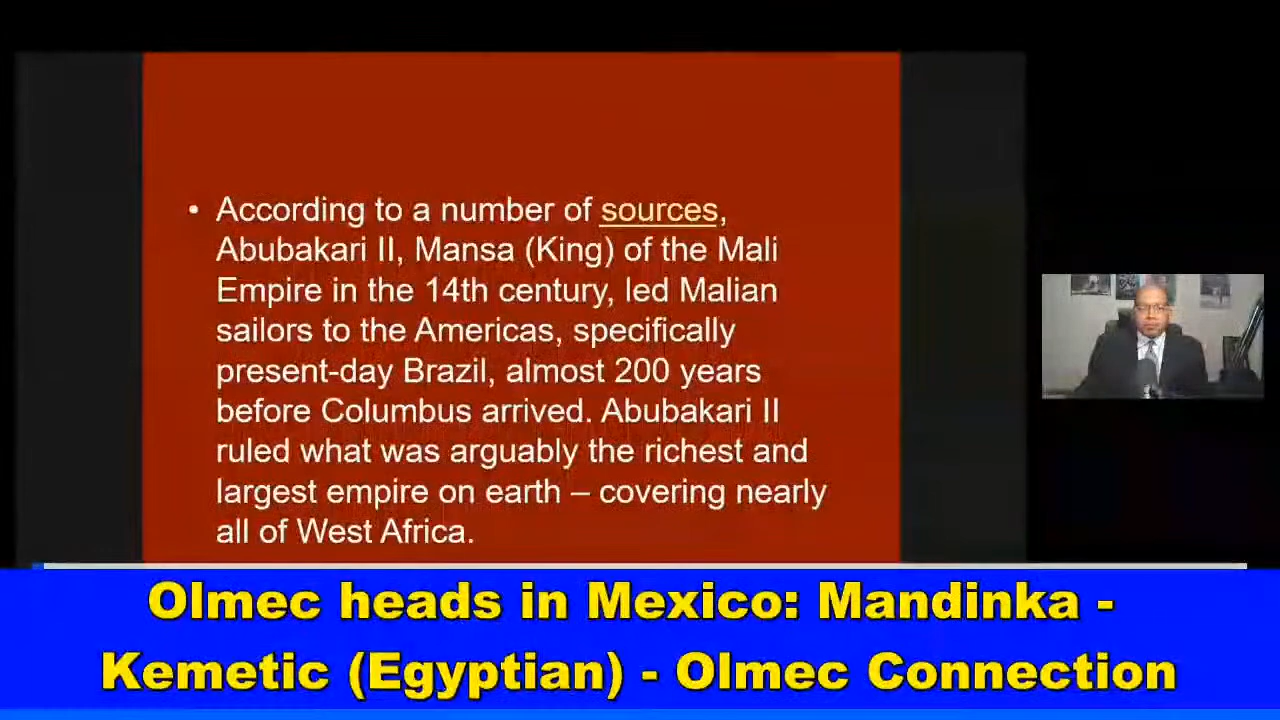 • According to a number of sources,
Abubakari II, Mansa (King) of the Mali
Empire in the 14th century, led Malian
sailors to the Americas, specifically
present-day Brazil, almost 200 years
before Columbus arrived. Abubakari II
ruled what was arguably the richest and
largest empire on earth – covering nearly
all of West Africa.
Olmec heads in Mexico: Mandinka -
Kemetic (Egyptian) - Olmec Connection